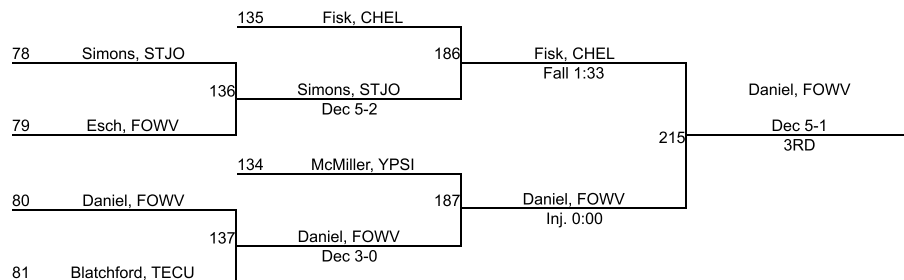 135 Fisk, CHEL
78 Simons, STJO
186 Fisk, CHEL
Fall 1:33
136 Simons, STJO
Daniel, FOWV
Dec 5-2
79 Esch, FOWV
Dec 5-1
215
3RD
134 McMiller, YPSI
80 Daniel, FOWV
187 Daniel, FOWV
Inj. 0:00
137 Daniel, FOWV
Dec 3-0
81 Blatchford, TECU